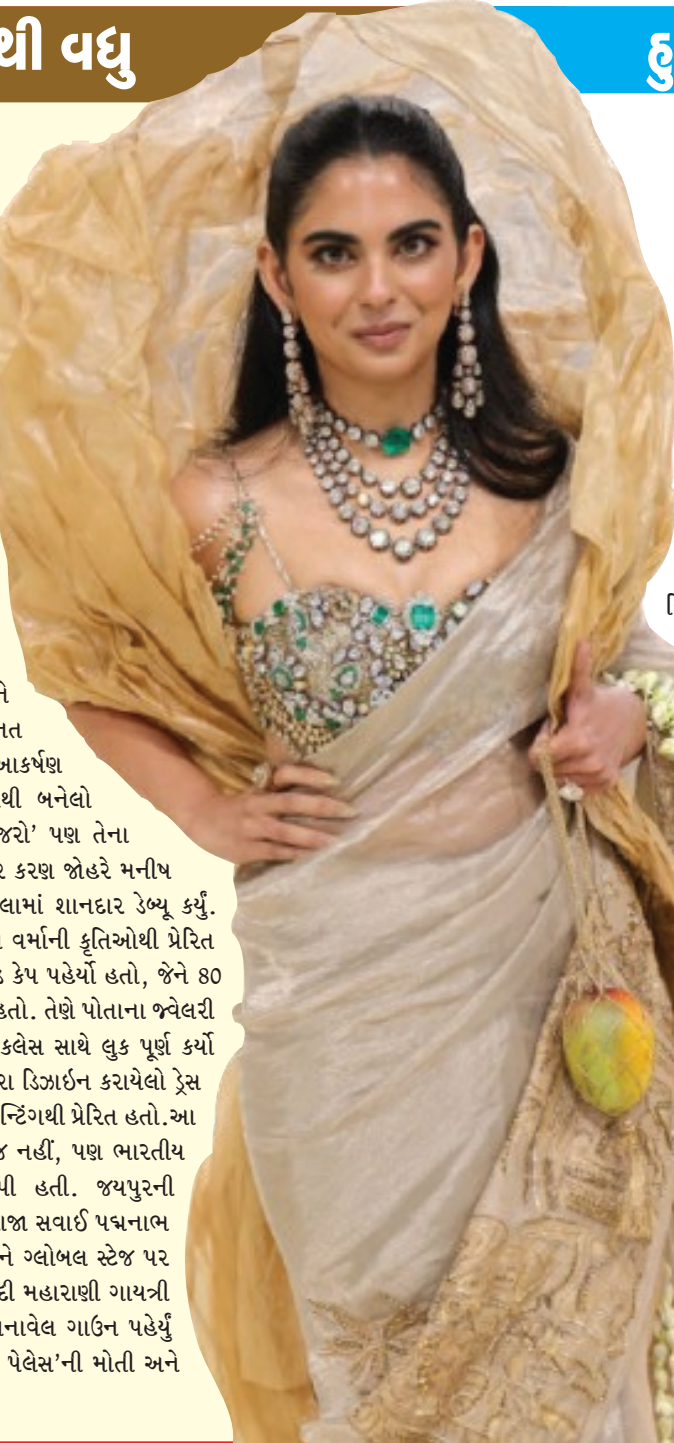 થી વધુ
હુ
ને
નત
આકર્ષણ
થી બનેલો
જરો' પણ તેના
ર કરણ જોહરે મનીષ
લામાં શાનદાર ડેબ્યૂ કર્યું.
વર્માની કૃતિઓથી પ્રેરિત
ડ કેપ પહેર્યો હતો, જેને 80
હતો. તેણે પોતાના જ્વેલરી
કલેસ સાથે લુક પૂર્ણ કર્યો
રા ડિઝાઇન કરાયેલો ડ્રેસ
ન્ટિંગથી પ્રેરિત હતો.આ
જ નહીં, પણ ભારતીય
પી હતી. જયપુરની
ાજા સવાઈ પદ્મનાભ
ને ગ્લોબલ સ્ટેજ પર
દી મહારાણી ગાયત્રી
નાવેલ ગાઉન પહેર્યું
પેલેસ'ની મોતી અને